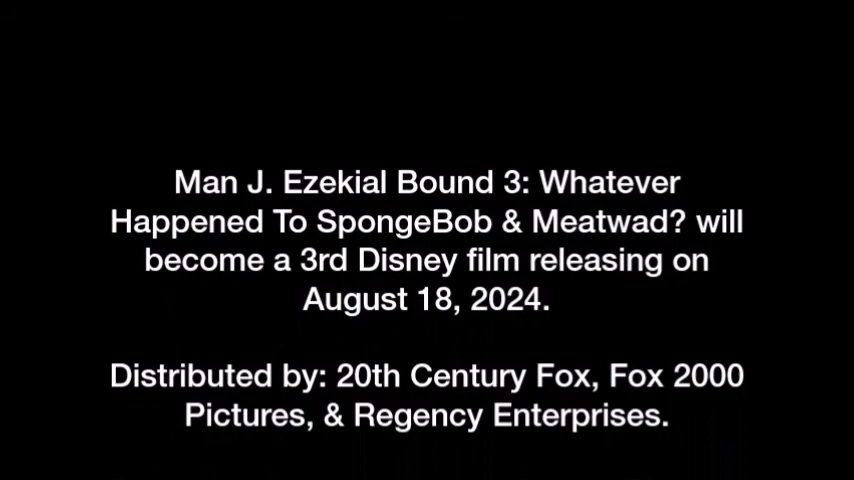 Man J. Ezekial Bound 3: Whatever
Happened To SpongeBob & Meatwad? will
become a 3rd Disney film releasing on
August 18, 2024.
Distributed by: 20th Century Fox, Fox 2000
Pictures, & Regency Enterprises.